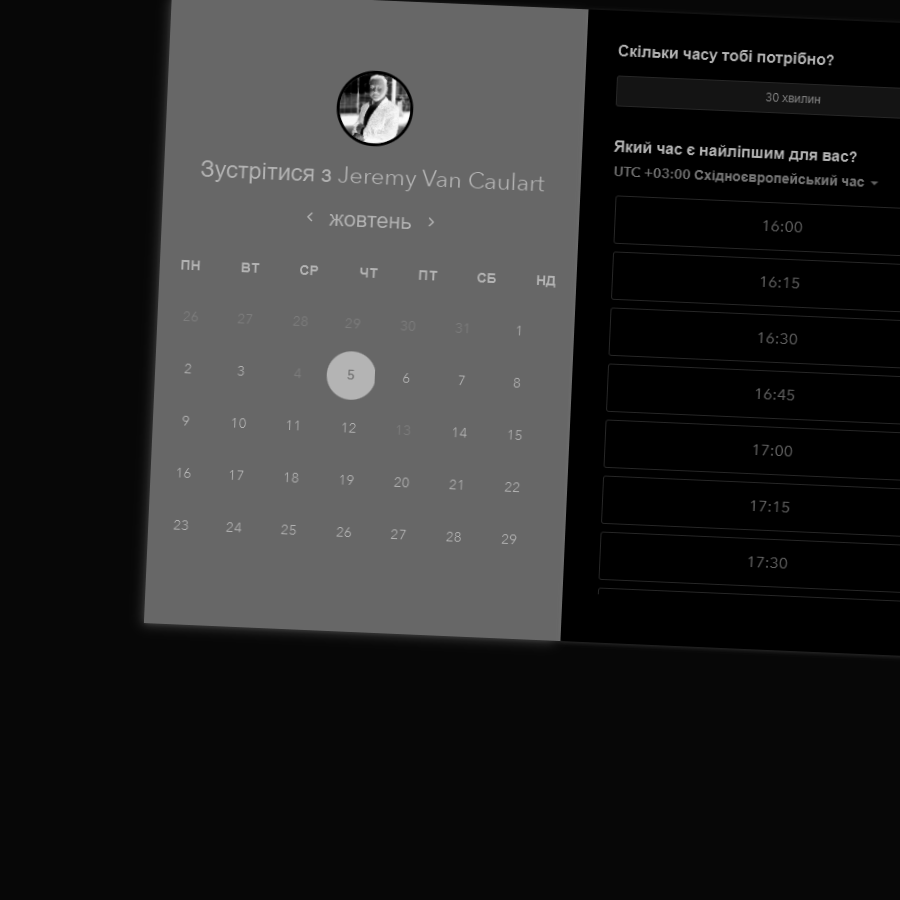 Зустрітися з Jeremy Van Caulart
жовтень
ПН ВТ СР ЧТ ПТ СБ НД
26 27 28 29 30 31 1
2 3 4 5 6 7 8
9 10 11 12 13 14 15
16 17 18 19 20 21 22
23 24 25 26 27 28 29
Скільки часу тобі потрібно?
30 хвилин
Який час є найліпшим для вас?
UTC +03:00 Східноєвропейський час
16:00
16:15
16:30
16:45
17:00
17:15
17:30